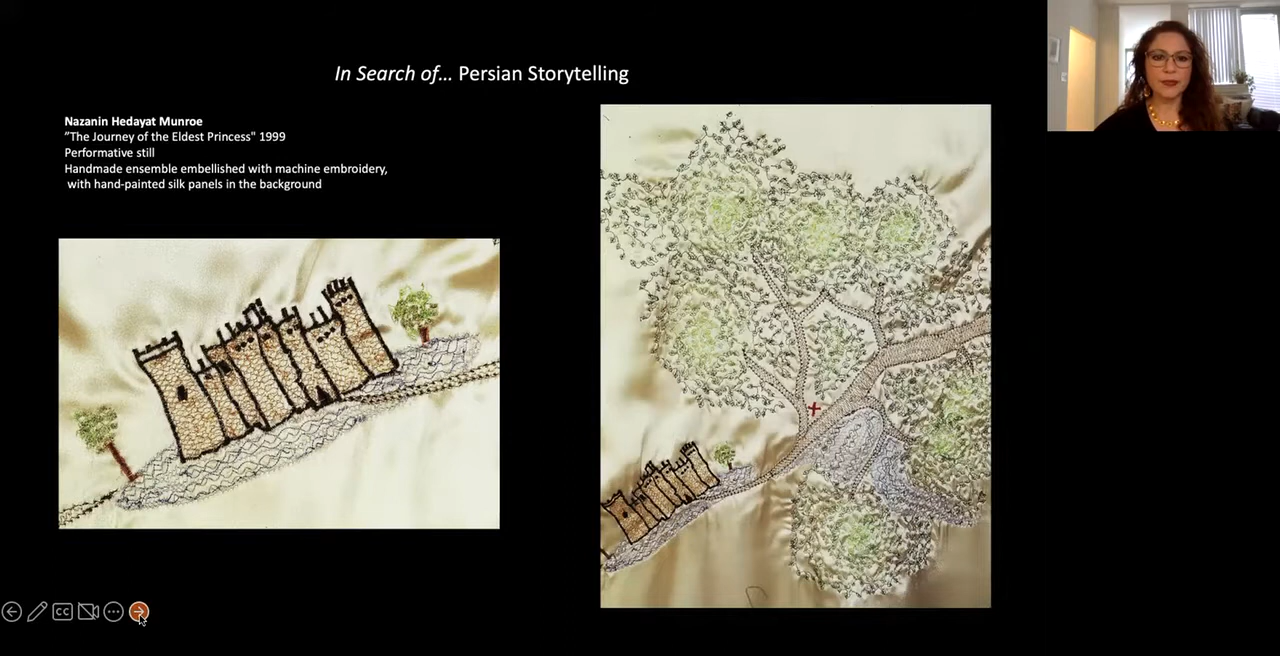 In Search of… Persian Storytelling
Nazanin Hedayat Munroe
"The Journey of the Eldest Princess" 1999
Performative still
Handmade ensemble embellished with machine embroidery,
with hand-painted silk panels in the background
CC